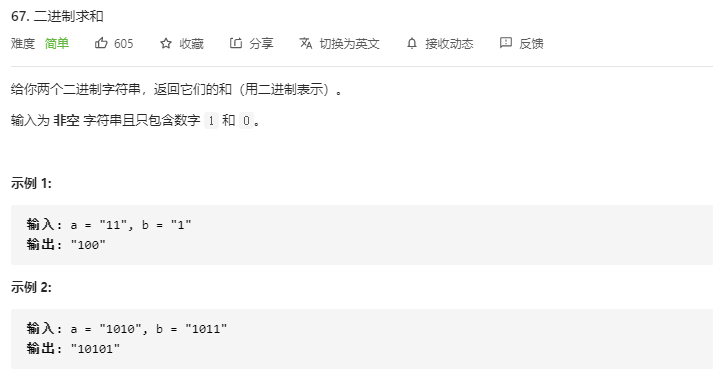 67. 二进制求和
难度 简单 605 收藏 分享 切换为英文 接收动态 反馈
给你两个二进制字符串，返回它们的和（用二进制表示）。
输入为 非空 字符串且只包含数字 1 和 0。
示例 1:
输入: a = "11", b = "1"
输出: "100"
示例 2:
输入: a = "1010", b = "1011"
输出: "10101"